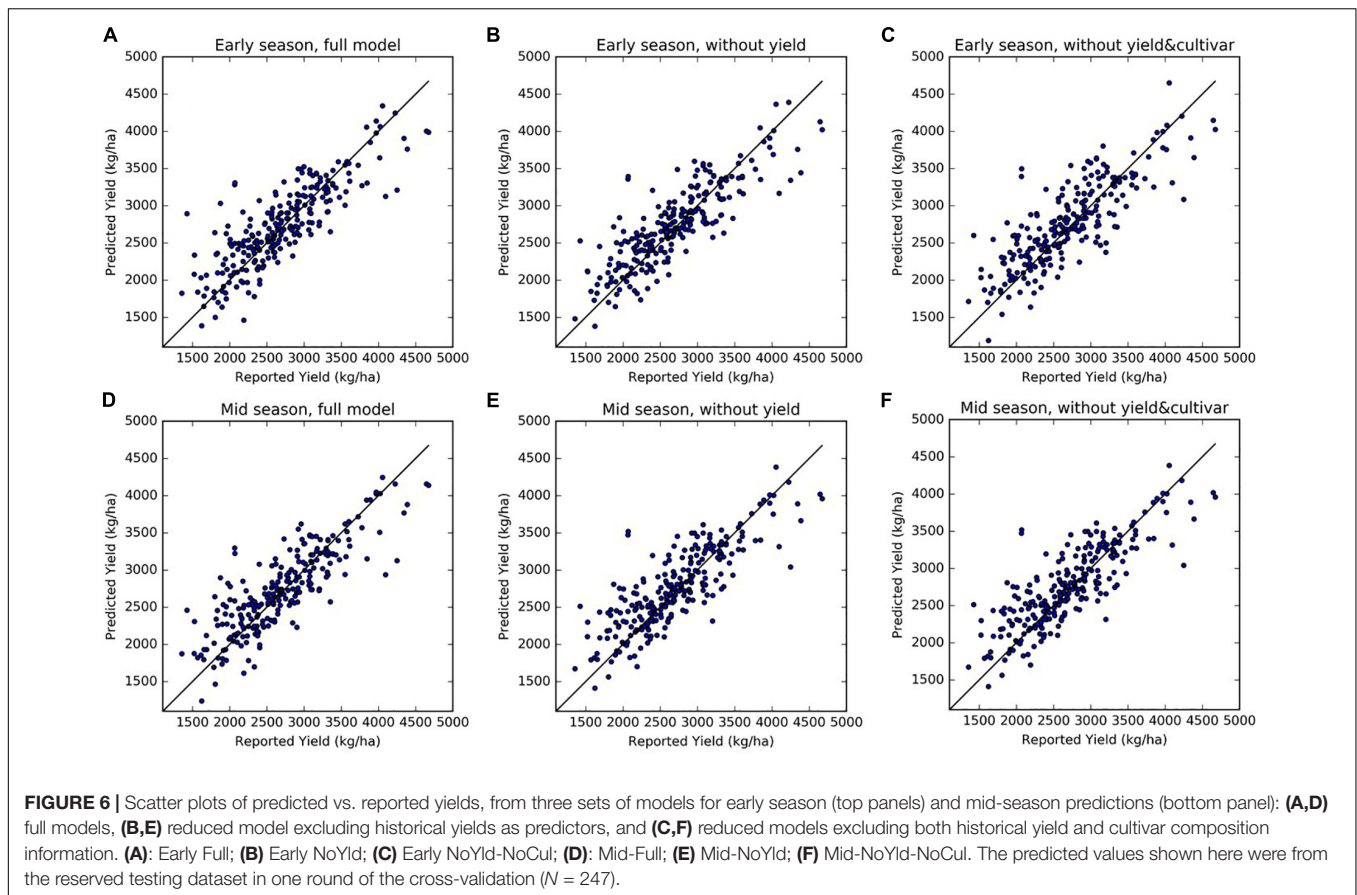 A
Early season, full model
5000
4500
4000
3500
3000
2500
2000
1500
Predicted Yield (kg/ha)
1500 2000 2500 3000 3500 4000 4500 5000
Reported Yield (kg/ha)
B
Early season, without yield
5000
4500
4000
3500
3000
2500
2000
1500
Predicted Yield (kg/ha)
1500 2000 2500 3000 3500 4000 4500 5000
Reported Yield (kg/ha)
C
Early season, without yield&cultivar
5000
4500
4000
3500
3000
2500
2000
1500
Predicted Yield (kg/ha)
1500 2000 2500 3000 3500 4000 4500 5000
Reported Yield (kg/ha)
D
Mid season, full model
5000
4500
4000
3500
3000
2500
2000
1500
Predicted Yield (kg/ha)
1500 2000 2500 3000 3500 4000 4500 5000
Reported Yield (kg/ha)
E
Mid season, without yield
5000
4500
4000
3500
3000
2500
2000
1500
Predicted Yield (kg/ha)
1500 2000 2500 3000 3500 4000 4500 5000
Reported Yield (kg/ha)
F
Mid season, without yield&cultivar
5000
4500
4000
3500
3000
2500
2000
1500
Predicted Yield (kg/ha)
1500 2000 2500 3000 3500 4000 4500 5000
Reported Yield (kg/ha)
FIGURE 6 | Scatter plots of predicted vs. reported yields, from three sets of models for early season (top panels) and mid-season predictions (bottom panel): (A,D)
full models, (B,E) reduced model excluding historical yields as predictors, and (C,F) reduced models excluding both historical yield and cultivar composition
information. (A): Early Full; (B) Early NoYld; (C) Early NoYld-NoCul; (D): Mid-Full; (E) Mid-NoYld; (F) Mid-NoYld-NoCul. The predicted values shown here were from
the reserved testing dataset in one round of the cross-validation (N = 247).